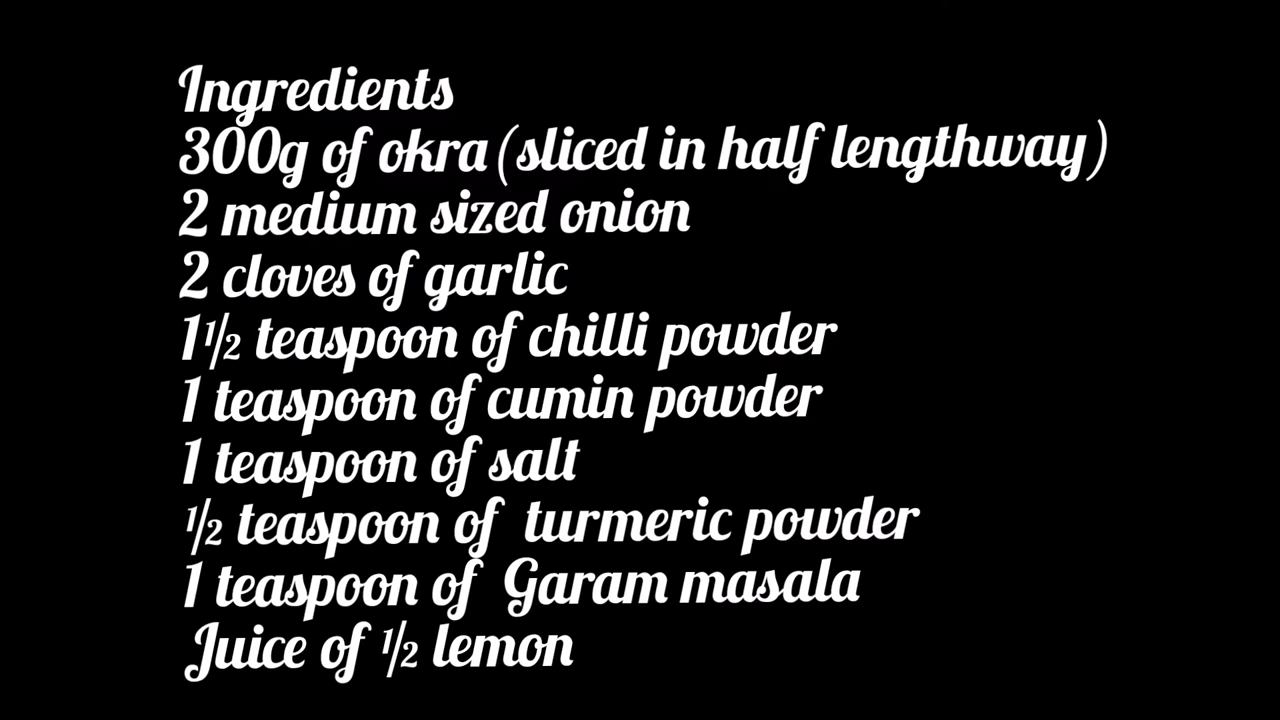 Ingredients
300g of okra (sliced in half lengthway)
2 medium sized onion
2 cloves of garlic
1½ teaspoon of chilli powder
1 teaspoon of cumin powder
1 teaspoon of salt
½ teaspoon of turmeric powder
1 teaspoon of Garam masala
Juice of ½ lemon